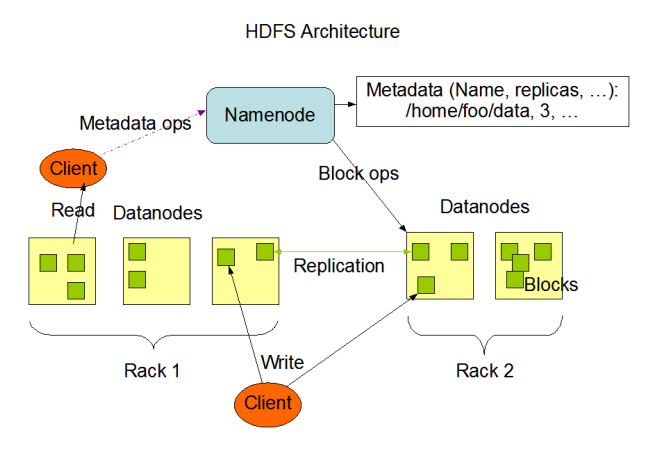 HDFS Architecture
Metadata (Name, replicas, …):
/home/foo/data, 3, …
Namenode
Metadata ops
Client
Block ops
Read
Datanodes
Datanodes
Replication
Blocks
Write
Rack 1
Rack 2
Client